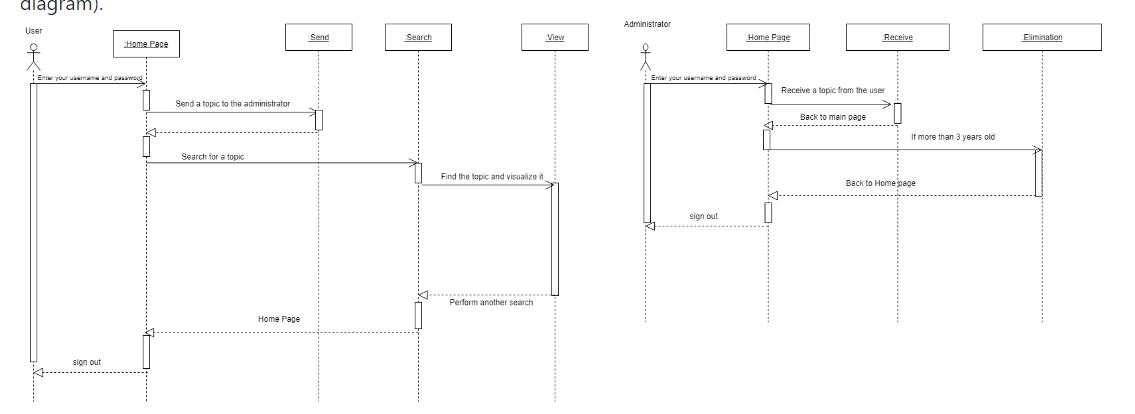 diagram).
User
:Home Page
:Send
:Search
:View
Enter your username and password
Send a topic to the administrator
Search for a topic
Find the topic and visualize it
Perform another search
Home Page
sign out
Administrator
:Home Page
:Receive
:Elimination
Enter your username and password
Receive a topic from the user
Back to main page
If more than 3 years old
Back to Home page
sign out